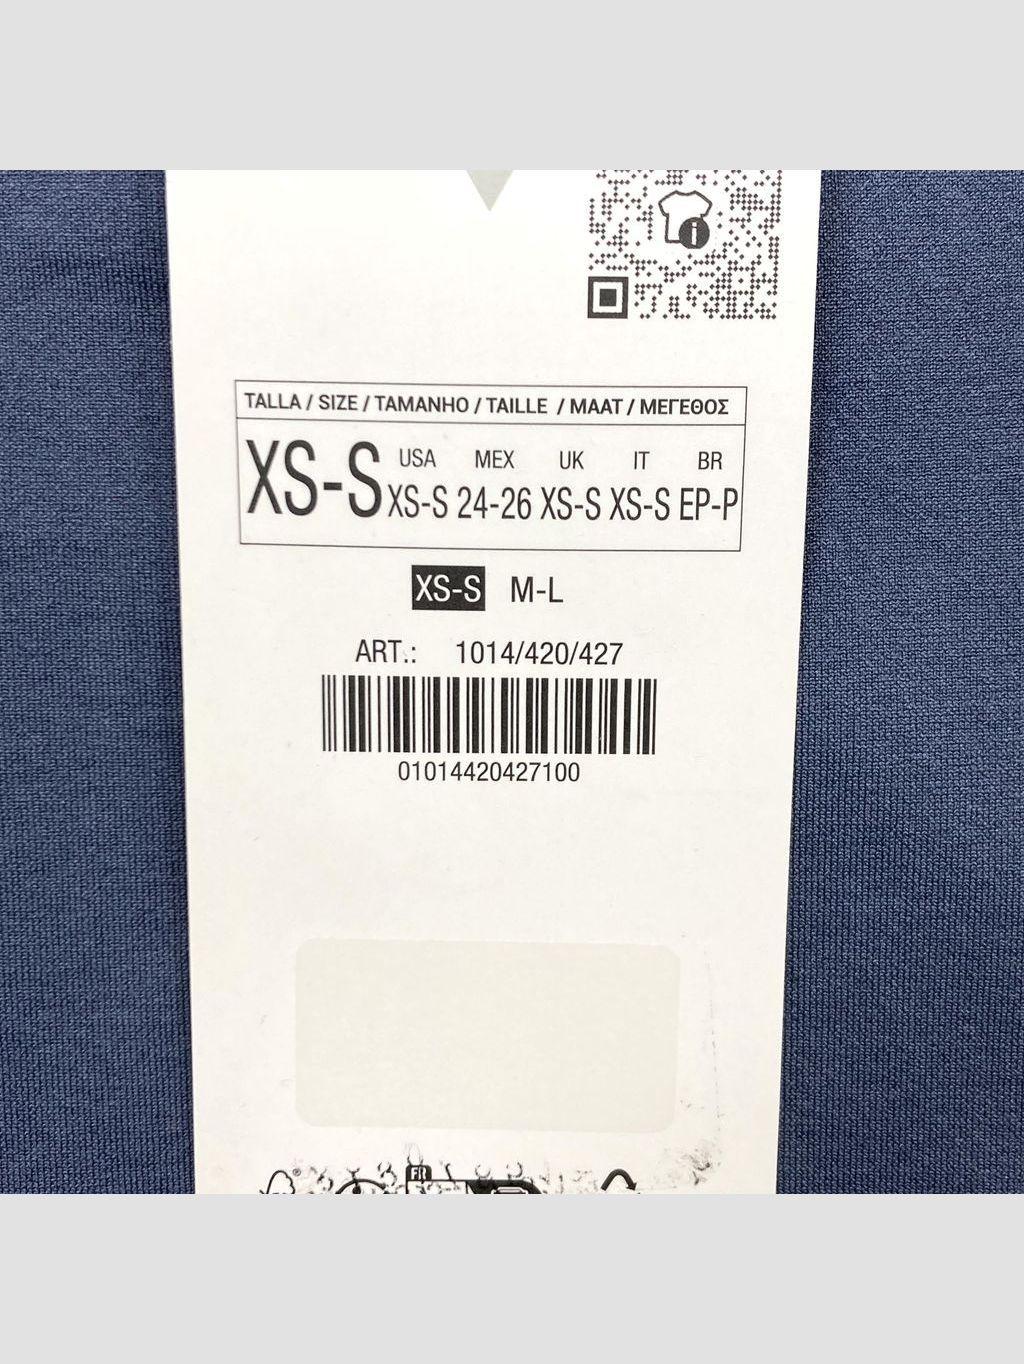 TALLA / SIZE / TAMANHO / TAILLE / MAAT / ΜΕΓΕΘΟΣ
XS-S
USA MEX UK IT BR
XS-S 24-26 XS-S XS-S EP-P
XS-S M-L
ART.: 1014/420/427
01014420427100
FR